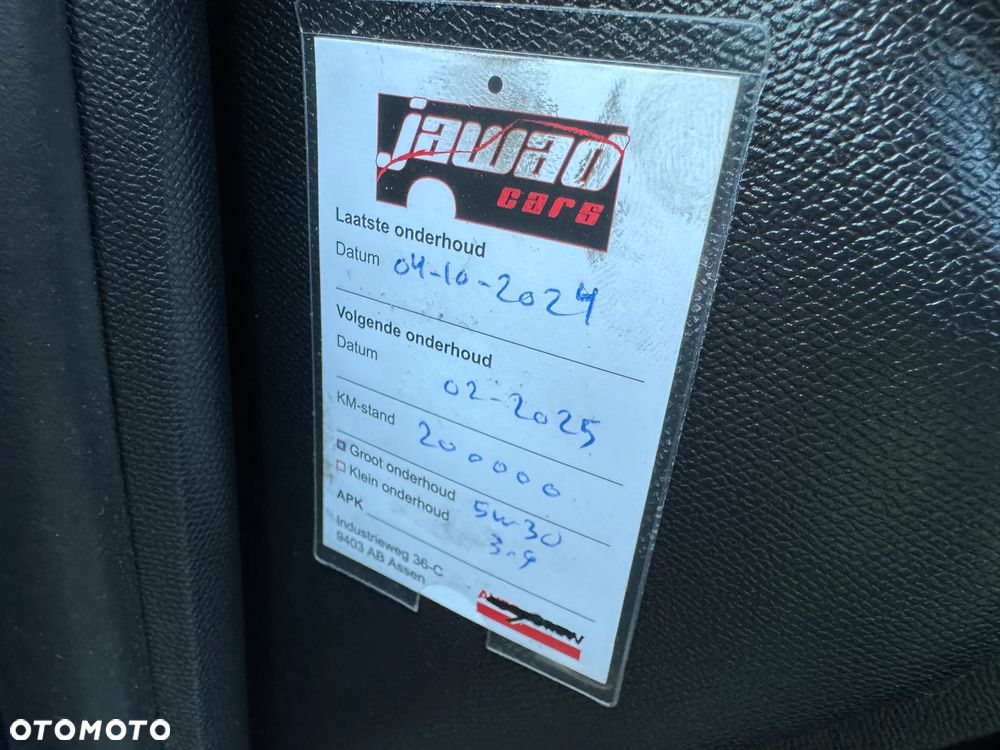 jawad
cars
Laatste onderhoud
Datum 04-10-2024
Volgende onderhoud
Datum 02-2025
KM-stand 200000
Groot onderhoud 5w30
Klein onderhoud 3.9
APK
Industrieweg 36-C
9403 AB Assen
OTOMOTO